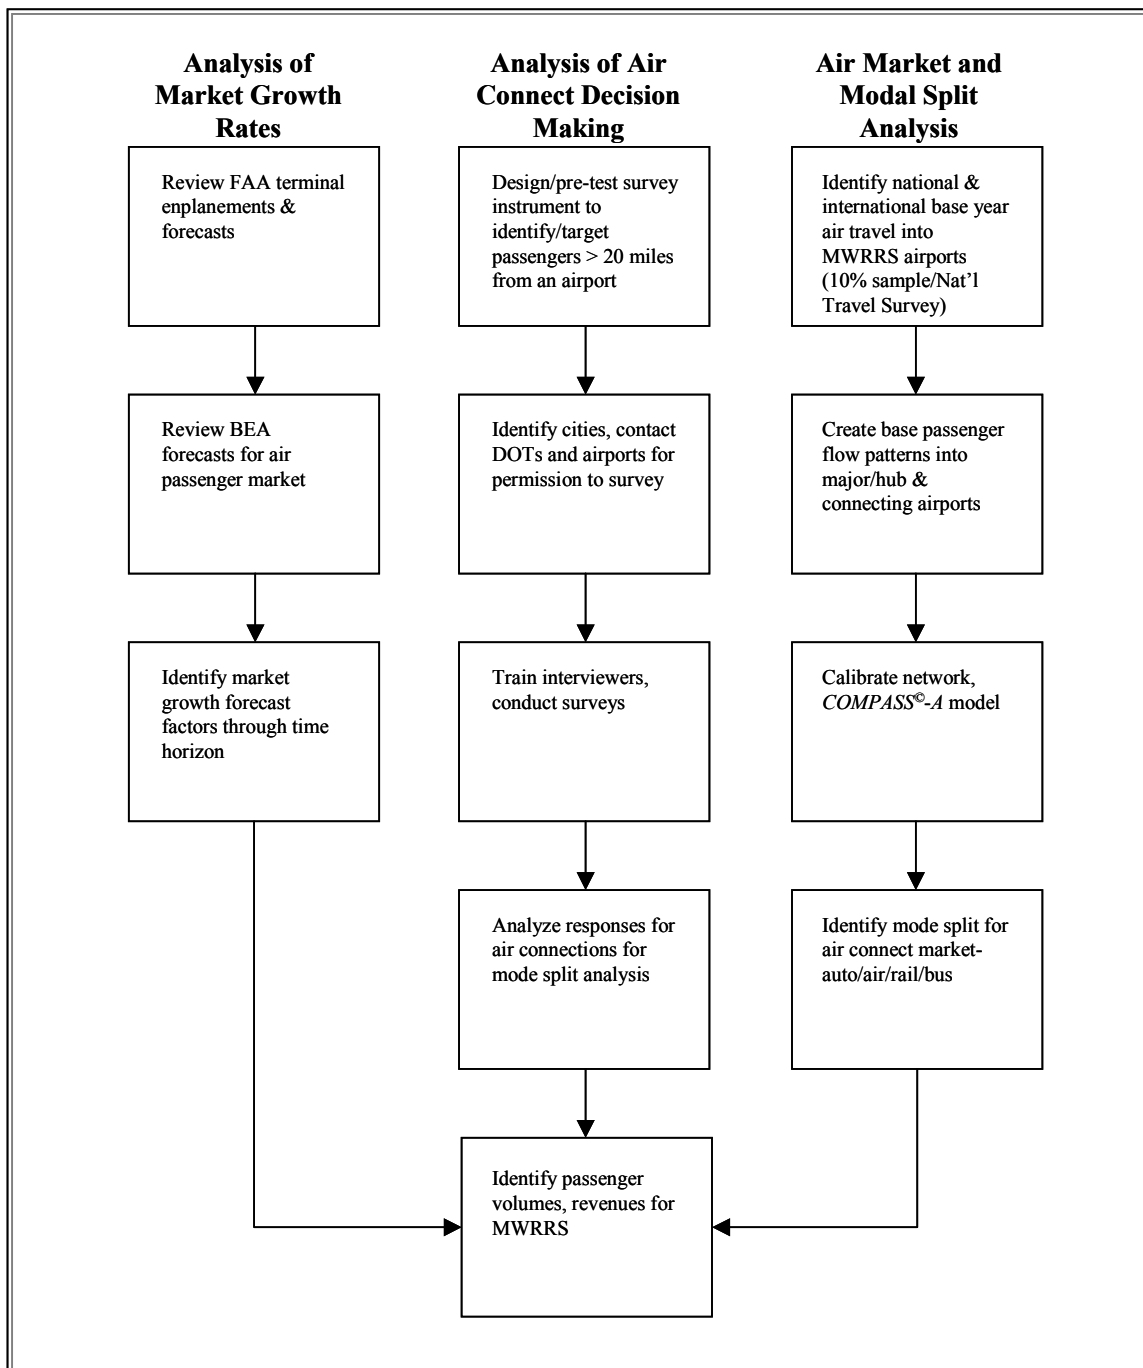 Analysis of
Market Growth
Rates
Analysis of Air
Connect Decision
Making
Air Market and
Modal Split
Analysis
Review FAA terminal
enplanements &
forecasts
Design/pre-test survey
instrument to
identify/target
passengers > 20 miles
from an airport
Identify national &
international base year
air travel into
MWRRS airports
(10% sample/Nat’l
Travel Survey)
Review BEA
forecasts for air
passenger market
Identify cities, contact
DOTs and airports for
permission to survey
Create base passenger
flow patterns into
major/hub &
connecting airports
Identify market
growth forecast
factors through time
horizon
Train interviewers,
conduct surveys
Calibrate network,
COMPASS©-A model
Analyze responses for
air connections for
mode split analysis
Identify mode split for
air connect market-
auto/air/rail/bus
Identify passenger
volumes, revenues for
MWRRS